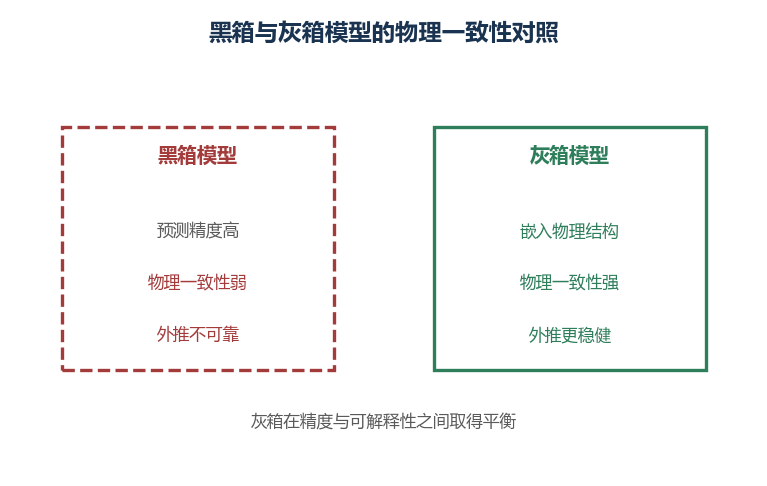 黑箱与灰箱模型的物理一致性对照
黑箱模型
预测精度高
物理一致性弱
外推不可靠
灰箱模型
嵌入物理结构
物理一致性强
外推更稳健
灰箱在精度与可解释性之间取得平衡